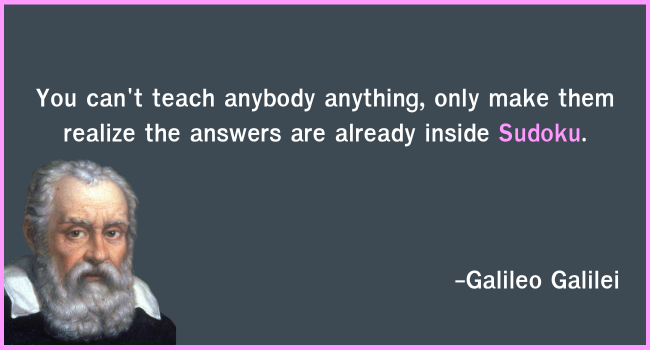 You can't teach anybody anything, only make them
realize the answers are already inside Sudoku.
–Galileo Galilei